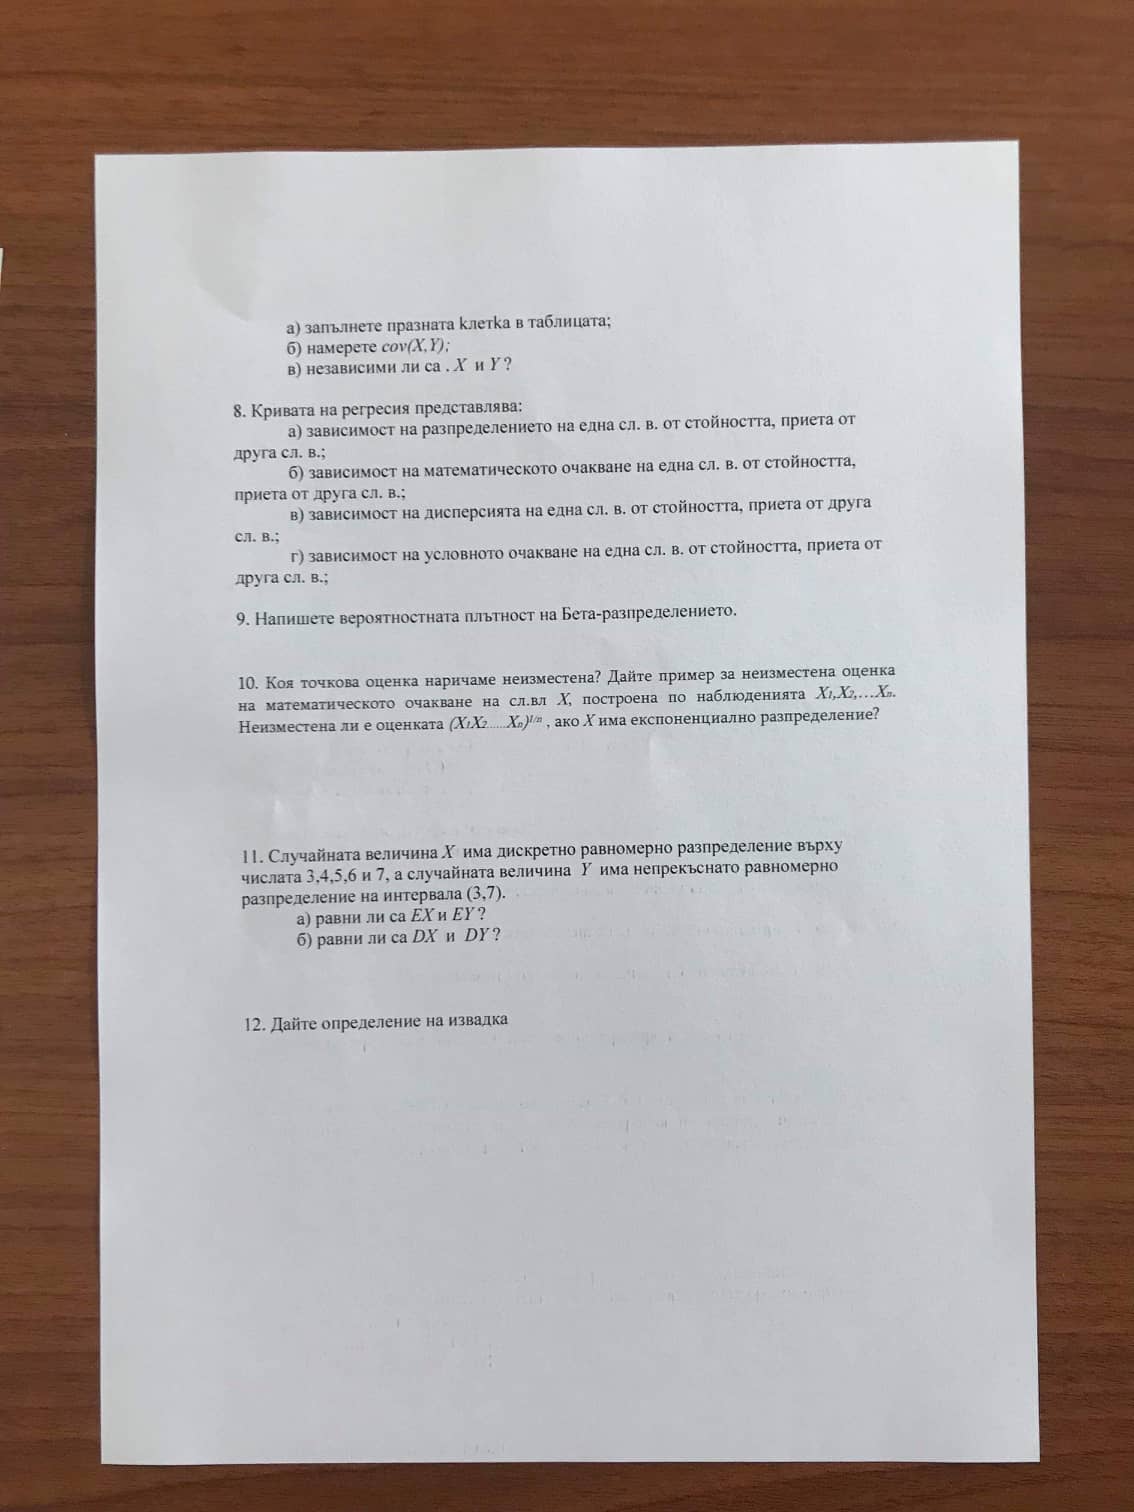 а) запълнете празната клетка в таблицата;
б) намерете cov(X,Y);
в) независими ли са . X и Y ?
8. Кривата на регресия представлява:
а) зависимост на разпределението на една сл. в. от стойността, приета от
друга сл. в.;
б) зависимост на математическото очакване на една сл. в. от стойността,
приета от друга сл. в.;
в) зависимост на дисперсията на една сл. в. от стойността, приета от друга
сл. в.;
г) зависимост на условното очакване на една сл. в. от стойността, приета от
друга сл. в.;
9. Напишете вероятностната плътност на Бета-разпределението.
10. Коя точкова оценка наричаме неизместена? Дайте пример за неизместена оценка
на математическото очакване на сл.вл X, построена по наблюденията X₁,X₂,…Xₙ.
Неизместена ли е оценката (X₁X₂......Xₙ)¹/ⁿ , ако X има експоненциално разпределение?
11. Случайната величина X има дискретно равномерно разпределение върху
числата 3,4,5,6 и 7, а случайната величина Y има непрекъснато равномерно
разпределение на интервала (3,7).
а) равни ли са EX и EY ?
б) равни ли са DX и DY ?
12. Дайте определение на извадка